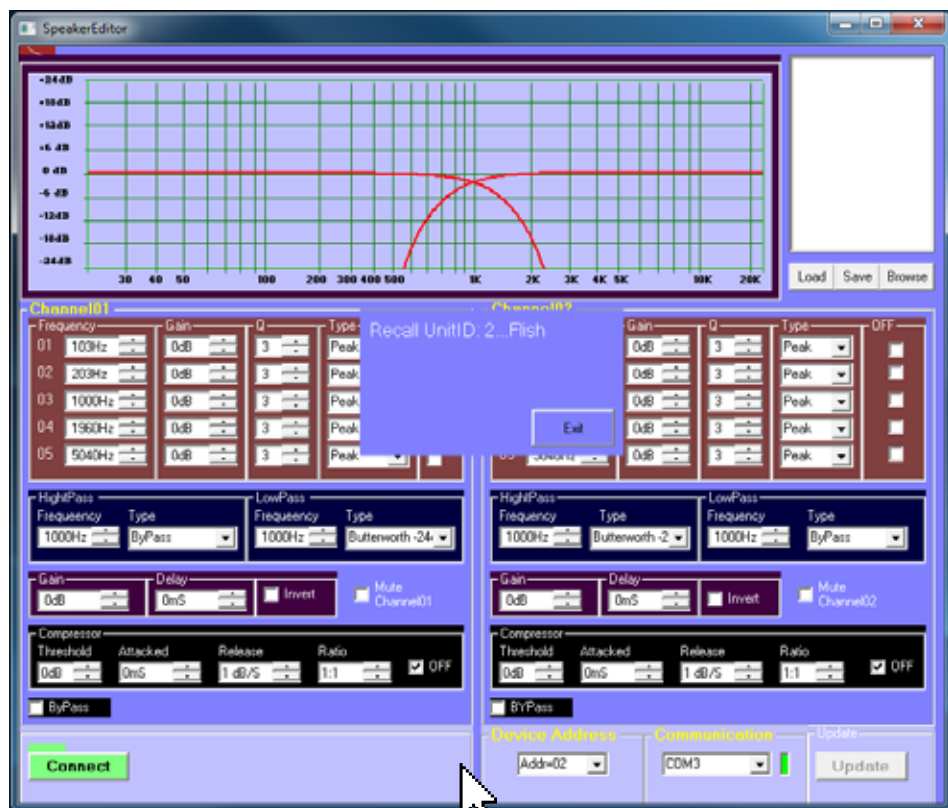 SpeakerEditor
+24dB
+18dB
+12dB
+6 dB
0 dB
-6 dB
-12dB
-18dB
-24dB
30 40 50 100 200 300 400 500 1K 2K 3K 4K 5K 10K 20K
Load Save Browse
Channel01
Frequency Gain Q Type
01 103Hz 0dB 3 Peak
02 203Hz 0dB 3 Peak
03 1000Hz 0dB 3 Peak
04 1960Hz 0dB 3 Peak
05 5040Hz 0dB 3 Peak
HightPass LowPass
Frequeency Type Frequeency Type
1000Hz ByPass 1000Hz Butterworth -24
Gain Delay
0dB 0mS Invert Mute
Channel01
Compressor
Threshold Attacked Release Ratio
0dB 0mS 1 dB/S 1:1 OFF
ByPass
Connect
Recall UnitID: 2...Flish
Exit
Channel02
Gain Q Type OFF
0dB 3 Peak
0dB 3 Peak
0dB 3 Peak
0dB 3 Peak
05 5040Hz 0dB 3 Peak
HightPass LowPass
Frequeency Type Frequeency Type
1000Hz Butterworth -2 1000Hz ByPass
Gain Delay
0dB 0mS Invert Mute
Channel02
Compressor
Threshold Attacked Release Ratio
0dB 0mS 1 dB/S 1:1 OFF
BYPass
Device Address Communication Update
Addr=02 COM3 Update